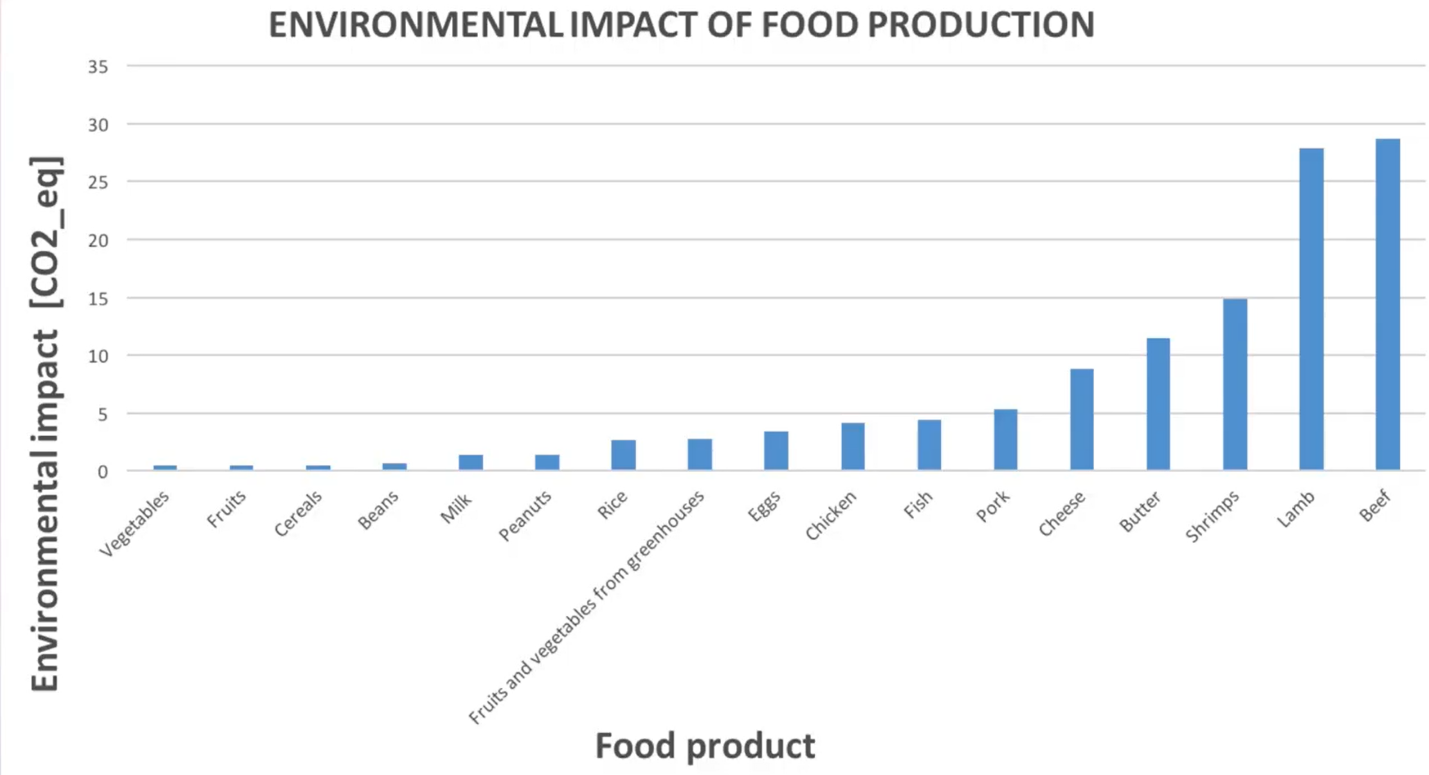 ENVIRONMENTAL IMPACT OF FOOD PRODUCTION
Environmental impact [CO2_eq]
35
30
25
20
15
10
5
0
Vegetables
Fruits
Cereals
Beans
Milk
Peanuts
Rice
Fruits and vegetables from greenhouses
Eggs
Chicken
Fish
Pork
Cheese
Butter
Shrimps
Lamb
Beef
Food product